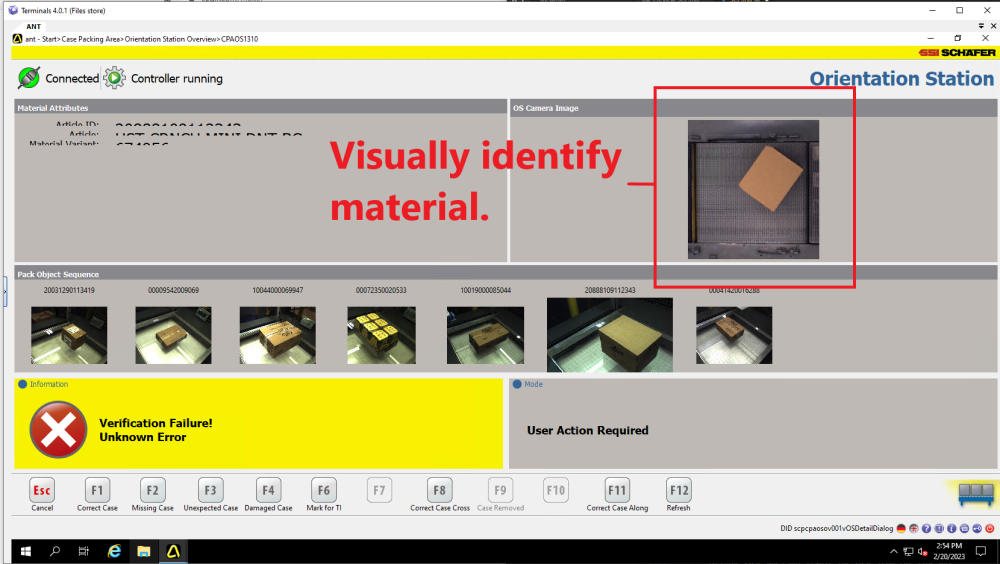 Terminals 4.0.1 (Files store)
ANT
ant - Start>Case Packing Area>Orientation Station Overview>CPAOS1310
SSI SCHÄFER
Connected
Controller running
Orientation Station
Material Attributes
OS Camera Image
Article ID:
Article:
Material Variant:
Visually identify
material.
Pack Object Sequence
20031290113419
00009542009069
10044000069947
00072350020533
10019000085044
20888109112343
00041420016288
Information
Mode
Verification Failure!
Unknown Error
User Action Required
Esc
F1
F2
F3
F4
F6
F7
F8
F9
F10
F11
F12
Cancel
Correct Case
Missing Case
Unexpected Case
Damaged Case
Mark for TI
Correct Case Cross
Case Removed
Correct Case Along
Refresh
DID scpcpaosov001vOSDetailDialog
2:54 PM
2/20/2023